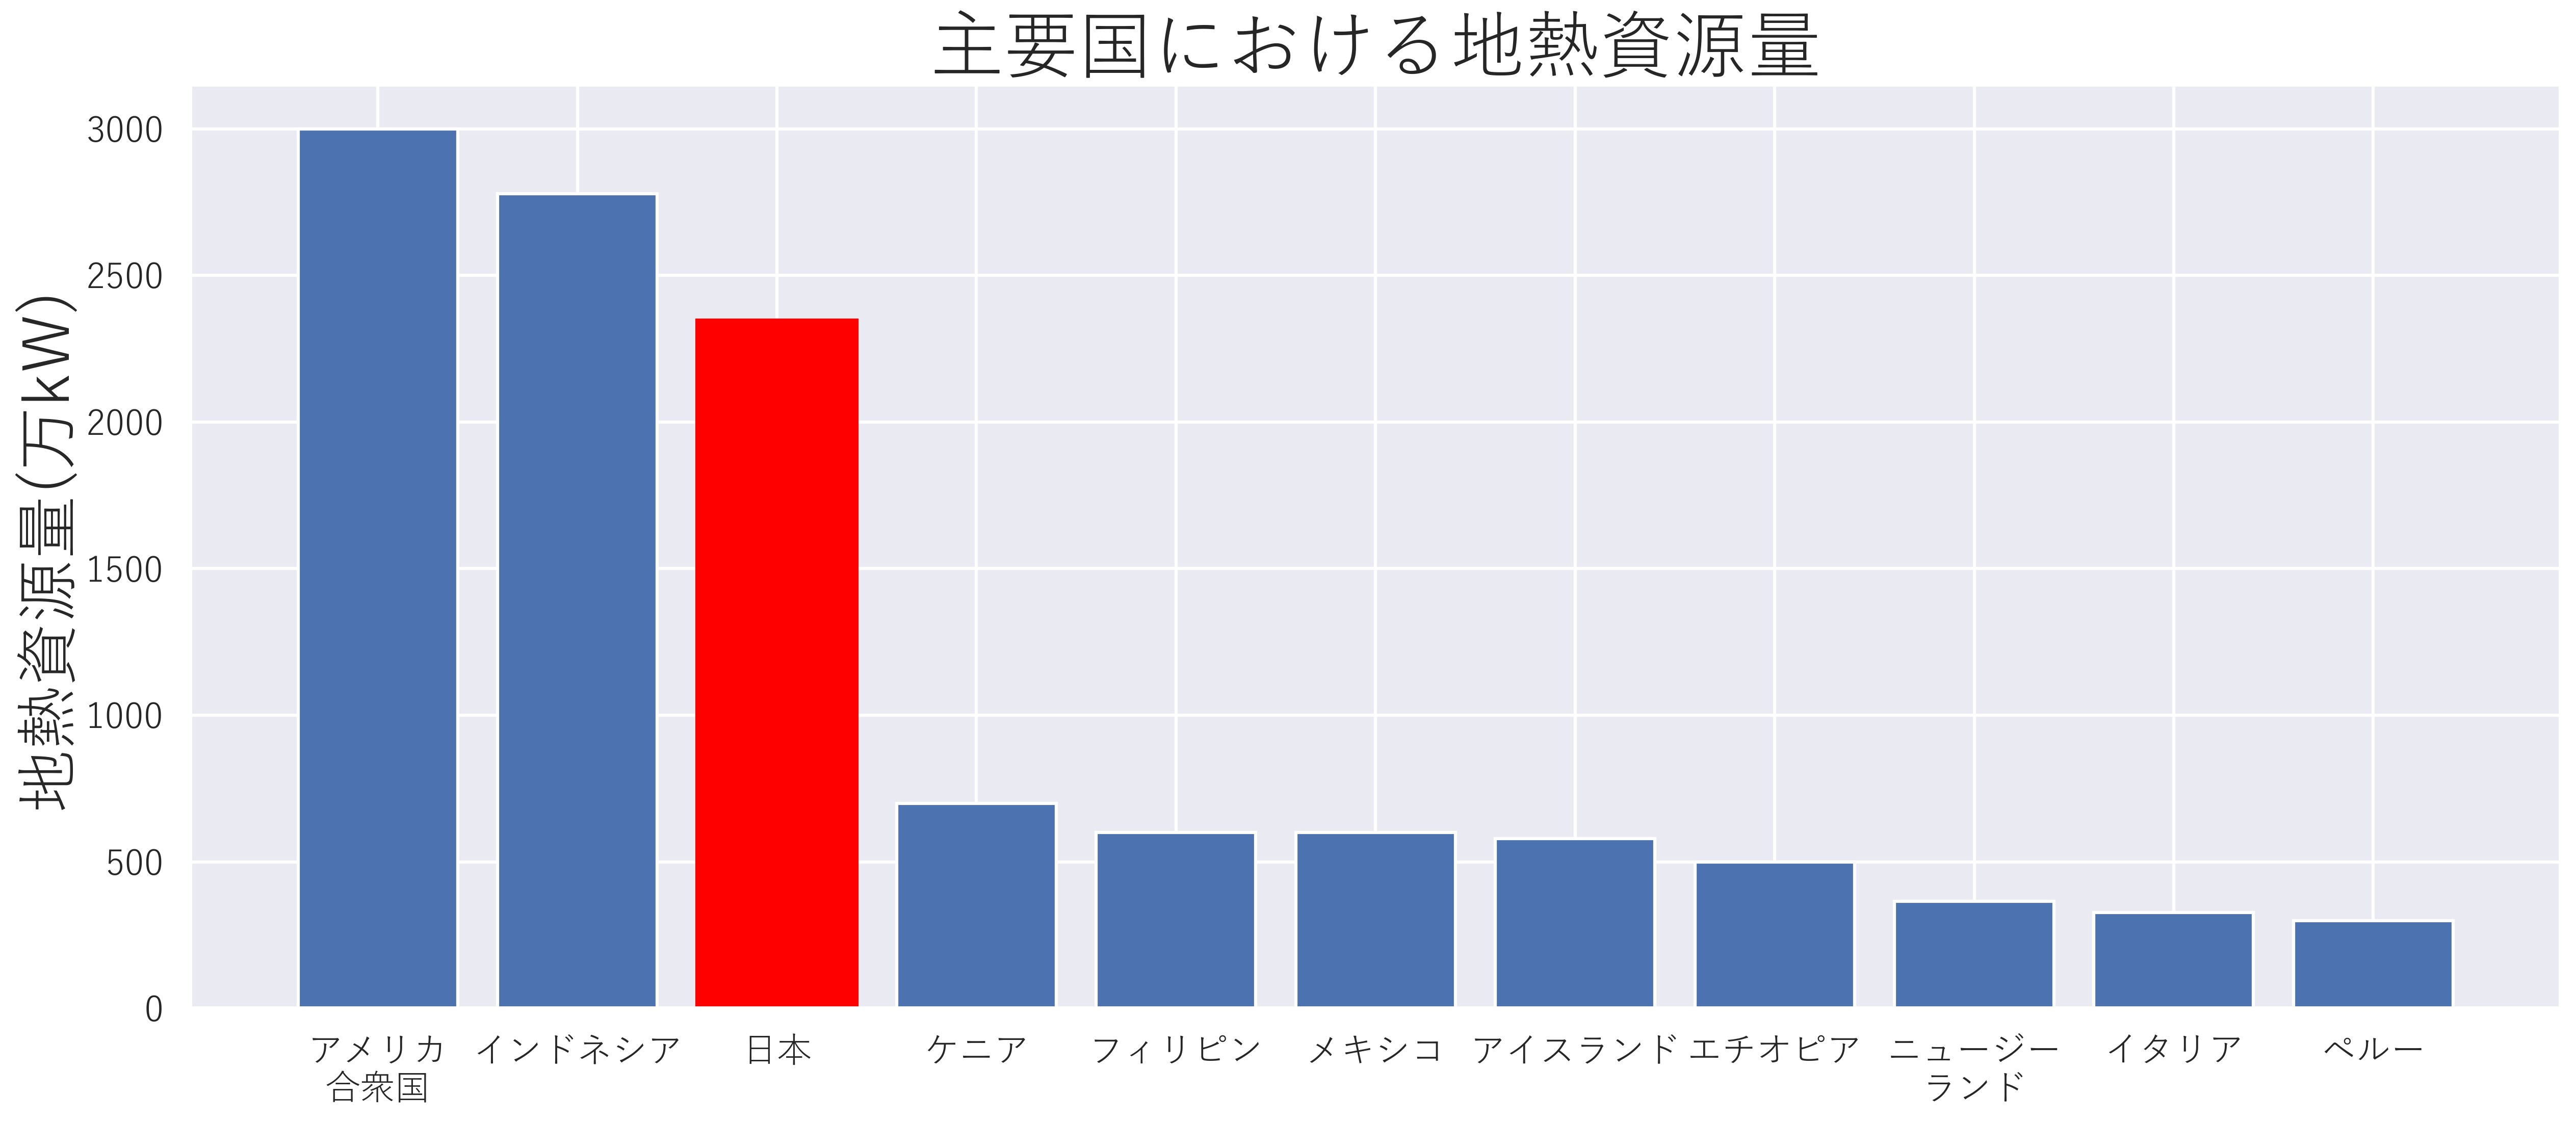 主要国における地熱資源量
地熱資源量(万kW)
3000
2500
2000
1500
1000
500
0
アメリカ
合衆国
インドネシア
日本
ケニア
フィリピン
メキシコ
アイスランド
エチオピア
ニュージー
ランド
イタリア
ペルー